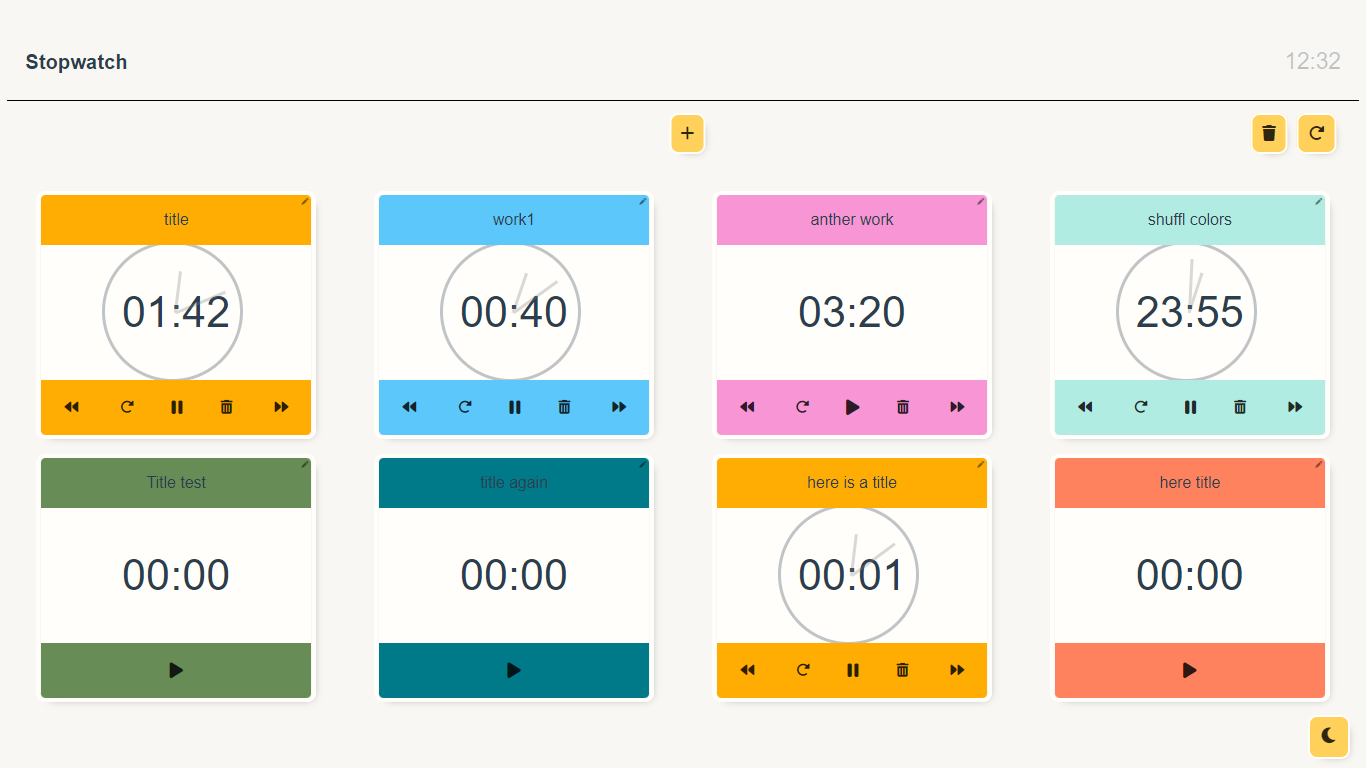 Stopwatch
12:32
title
work1
anther work
shuffl colors
01:42
00:40
03:20
23:55
Title test
title again
here is a title
here title
00:00
00:00
00:01
00:00